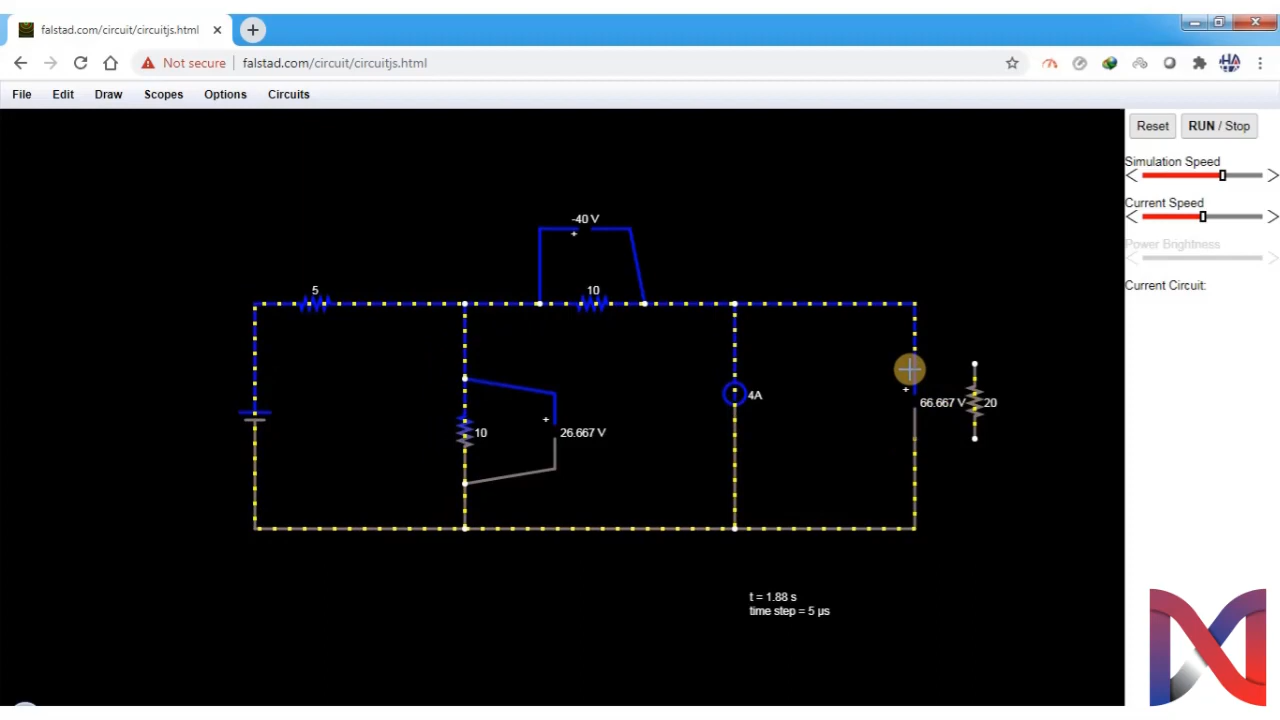 falstad.com/circuit/circuitjs.html
Not secure
falstad.com/circuit/circuitjs.html
File Edit Draw Scopes Options Circuits
Reset RUN / Stop
Simulation Speed
Current Speed
Power Brightness
Current Circuit:
-40 V
+
5
10
10
+
26.667 V
4A
+
66.667 V
20
t = 1.88 s
time step = 5 µs